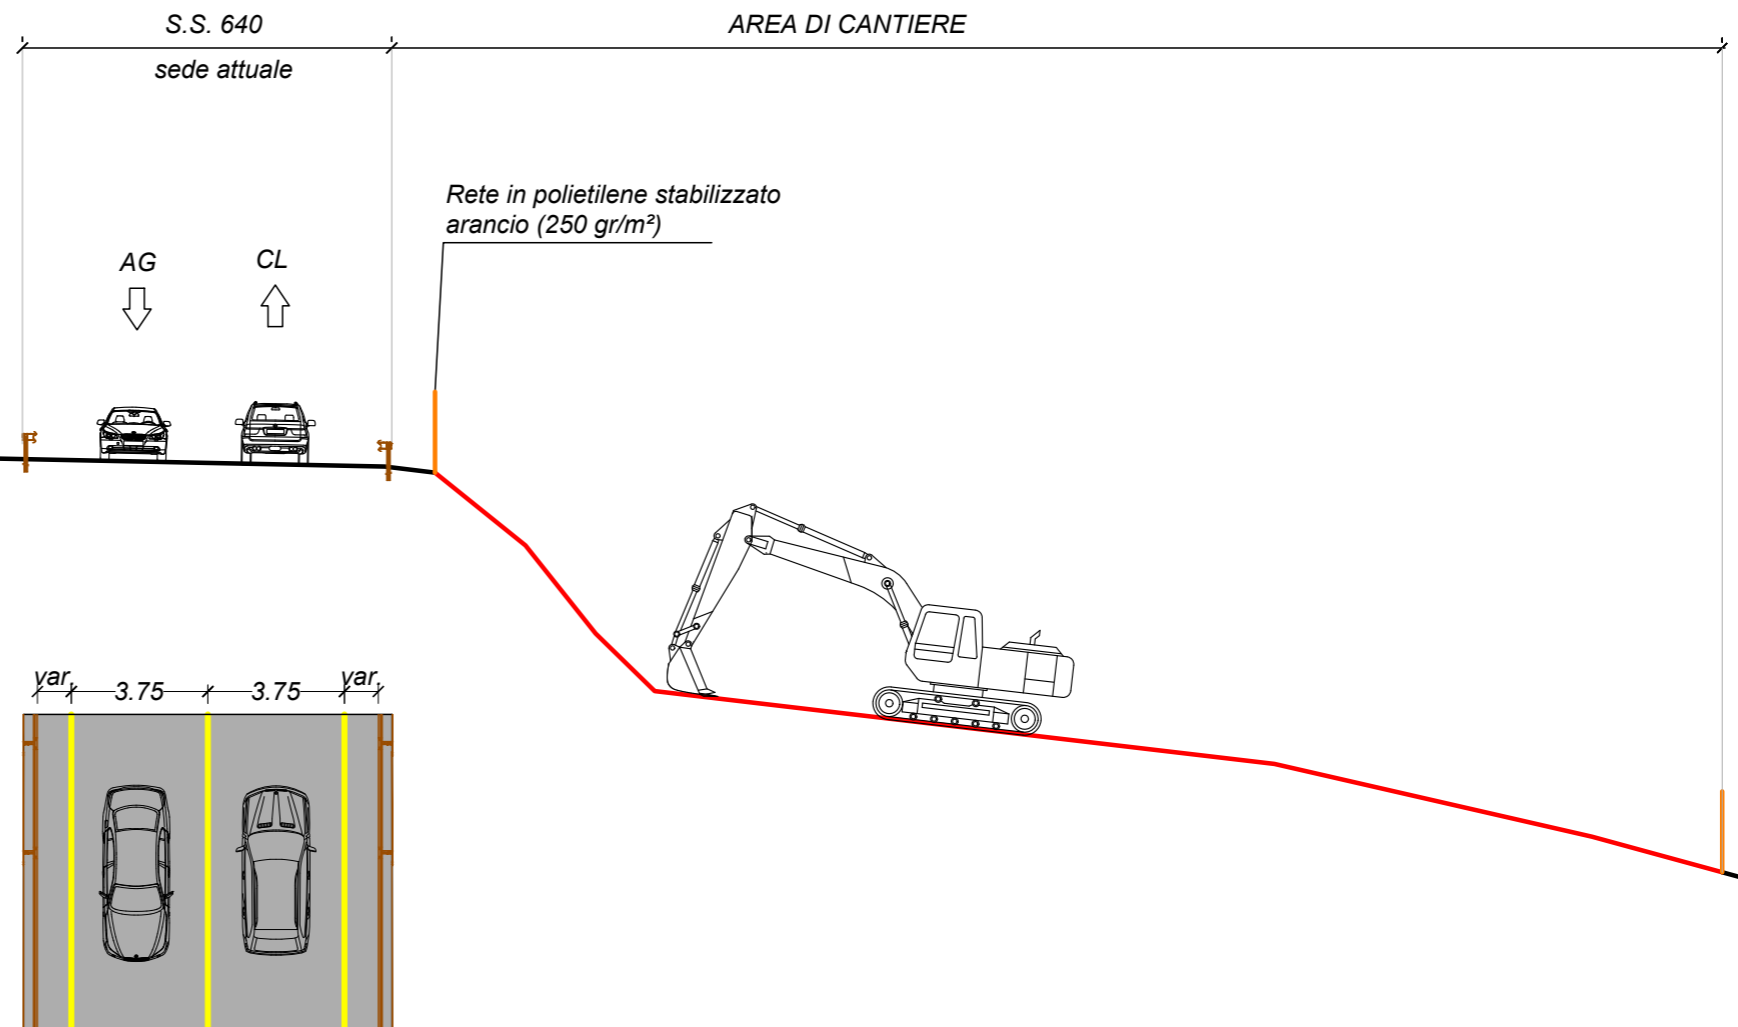 S.S. 640
AREA DI CANTIERE
sede attuale
Rete in polietilene stabilizzato
arancio (250 gr/m²)
AG
CL
var.
3.75
3.75
var.